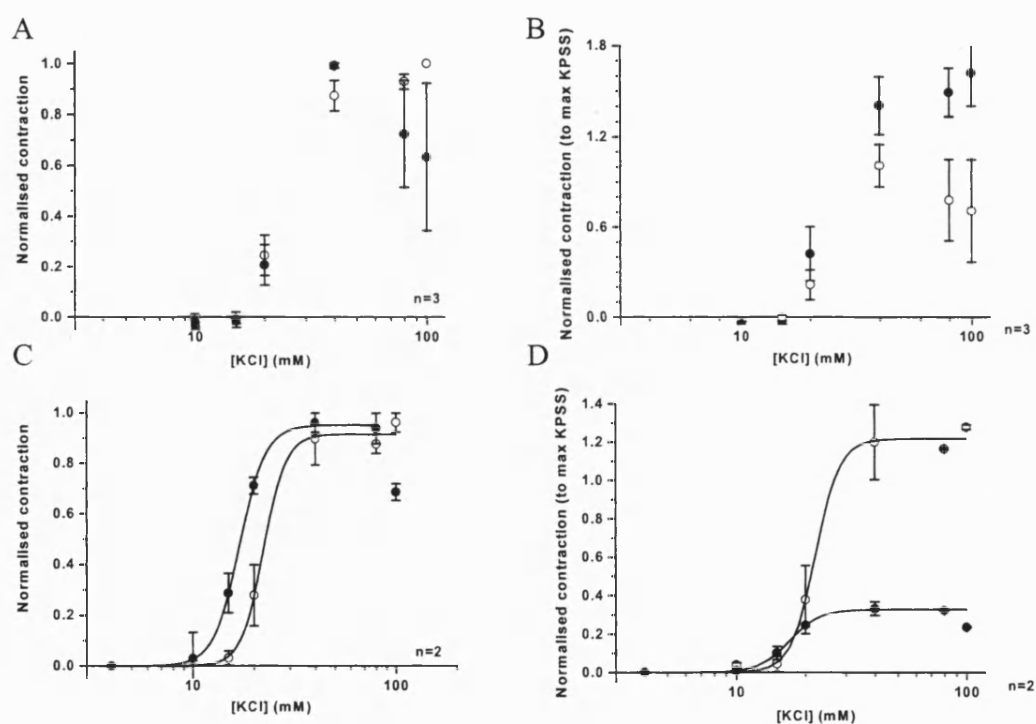 A
Normalised contraction
1.0
0.8
0.6
0.4
0.2
0.0
n=3
10
100
[KCl] (mM)
B
Normalised contraction (to max KPSS)
1.8
1.2
0.6
0.0
n=3
10
100
[KCl] (mM)
C
Normalised contraction
1.0
0.8
0.6
0.4
0.2
0.0
n=2
10
100
[KCl] (mM)
D
Normalised contraction (to max KPSS)
1.4
1.2
1.0
0.8
0.6
0.4
0.2
0.0
n=2
10
100
[KCl] (mM)